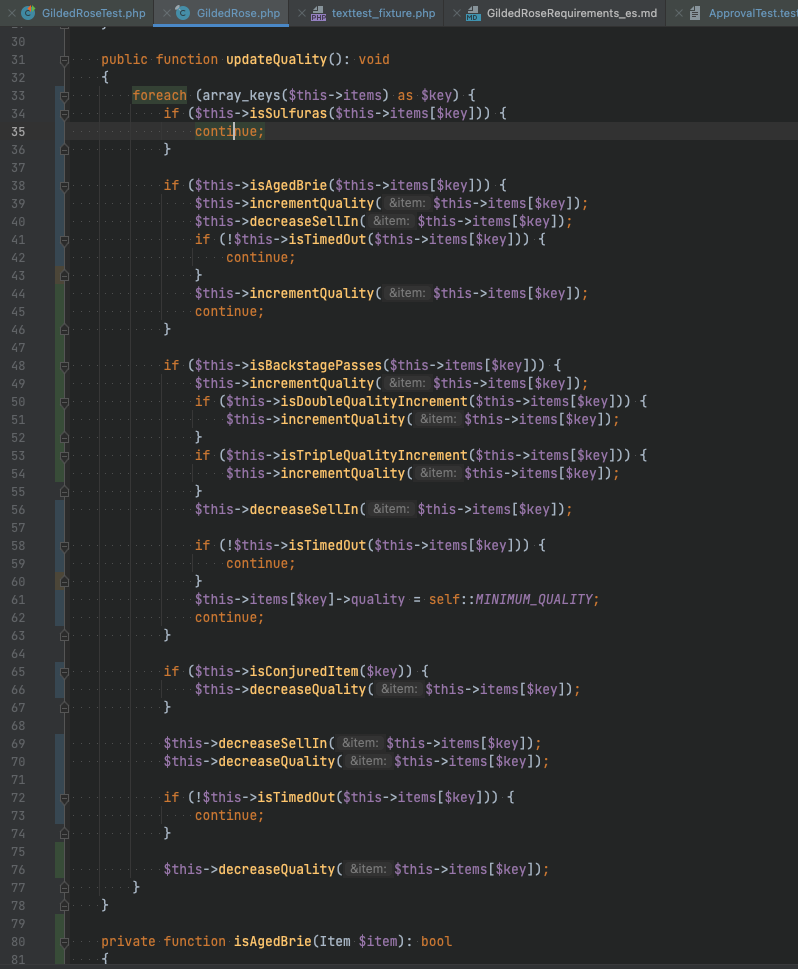 GildedRoseTest.php GildedRose.php texttest_fixture.php GildedRoseRequirements_es.md ApprovalTest.test
30
31 public function updateQuality(): void
32 {
33 foreach (array_keys($this->items) as $key) {
34 if ($this->isSulfuras($this->items[$key])) {
35 continue;
36 }
37
38 if ($this->isAgedBrie($this->items[$key])) {
39 $this->incrementQuality( &item: $this->items[$key]);
40 $this->decreaseSellIn( &item: $this->items[$key]);
41 if (!$this->isTimedOut($this->items[$key])) {
42 continue;
43 }
44 $this->incrementQuality( &item: $this->items[$key]);
45 continue;
46 }
47
48 if ($this->isBackstagePasses($this->items[$key])) {
49 $this->incrementQuality( &item: $this->items[$key]);
50 if ($this->isDoubleQualityIncrement($this->items[$key])) {
51 $this->incrementQuality( &item: $this->items[$key]);
52 }
53 if ($this->isTripleQualityIncrement($this->items[$key])) {
54 $this->incrementQuality( &item: $this->items[$key]);
55 }
56 $this->decreaseSellIn( &item: $this->items[$key]);
57
58 if (!$this->isTimedOut($this->items[$key])) {
59 continue;
60 }
61 $this->items[$key]->quality = self::MINIMUM_QUALITY;
62 continue;
63 }
64
65 if ($this->isConjuredItem($key)) {
66 $this->decreaseQuality( &item: $this->items[$key]);
67 }
68
69 $this->decreaseSellIn( &item: $this->items[$key]);
70 $this->decreaseQuality( &item: $this->items[$key]);
71
72 if (!$this->isTimedOut($this->items[$key])) {
73 continue;
74 }
75
76 $this->decreaseQuality( &item: $this->items[$key]);
77 }
78 }
79
80 private function isAgedBrie(Item $item): bool
81 {